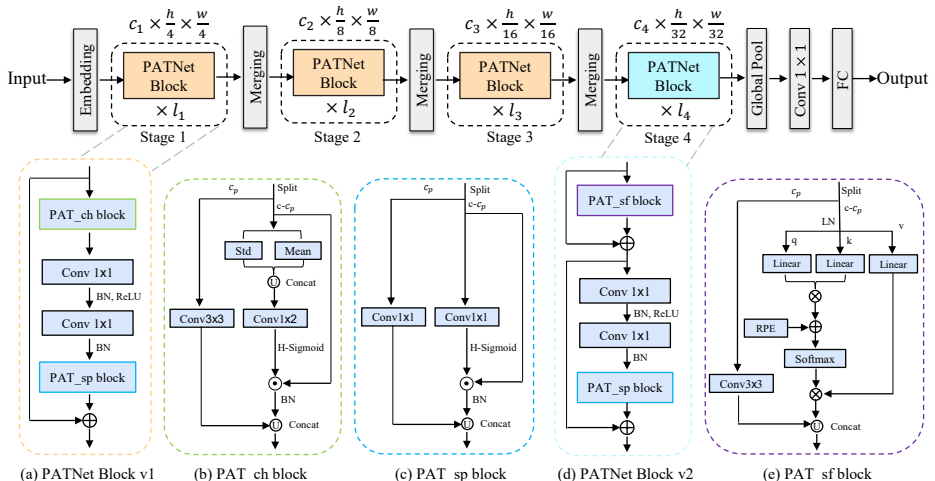 c₁ × h/4 × w/4
c₂ × h/8 × w/8
c₃ × h/16 × w/16
c₄ × h/32 × w/32
Input
Embedding
PATNet
Block
× l₁
Stage 1
Merging
PATNet
Block
× l₂
Stage 2
Merging
PATNet
Block
× l₃
Stage 3
Merging
PATNet
Block
× l₄
Stage 4
Global Pool
Conv 1 × 1
FC
Output
PAT_ch block
Conv 1x1
BN, ReLU
Conv 1x1
BN
PAT_sp block
(a) PATNet Block v1
cₚ
Split
c-cₚ
Std
Mean
U
Concat
Conv3x3
Conv1x2
H-Sigmoid
BN
U
Concat
(b) PAT_ch block
cₚ
Split
c-cₚ
Conv1x1
Conv1x1
H-Sigmoid
BN
U
Concat
(c) PAT_sp block
PAT_sf block
Conv 1x1
BN, ReLU
Conv 1x1
BN
PAT_sp block
(d) PATNet Block v2
cₚ
Split
c-cₚ
LN
q
k
v
Linear
Linear
Linear
RPE
Softmax
Conv3x3
U
Concat
(e) PAT_sf block